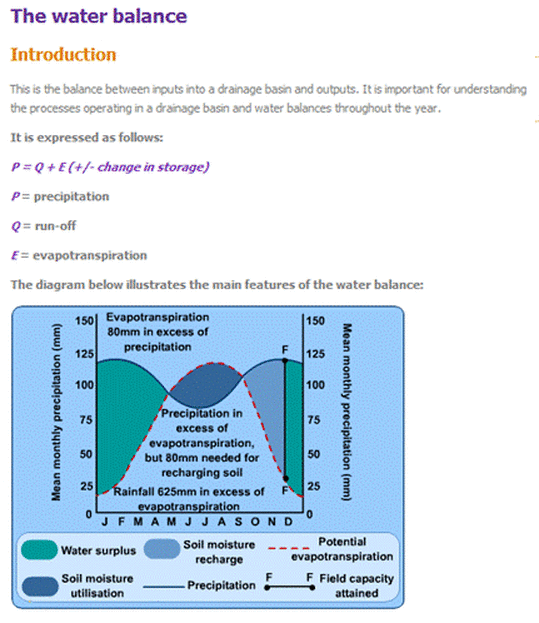 The water balance
Introduction
This is the balance between inputs into a drainage basin and outputs. It is important for understanding
the processes operating in a drainage basin and water balances throughout the year.
It is expressed as follows:
P = Q + E (+/- change in storage)
P = precipitation
Q = run-off
E = evapotranspiration
The diagram below illustrates the main features of the water balance:
Evapotranspiration
80mm in excess of
precipitation
150
125
100
75
50
25
0
Mean monthly precipitation (mm)
150
125
100
75
50
25
0
Mean monthly precipitation (mm)
F
F
Precipitation in
excess of
evapotranspiration,
but 80mm needed for
recharging soil
Rainfall 625mm in excess of
evapotranspiration
J F M A M J J A S O N D
Water surplus
Soil moisture
recharge
Potential
evapotranspiration
Soil moisture
utilisation
Precipitation
F F
Field capacity
attained